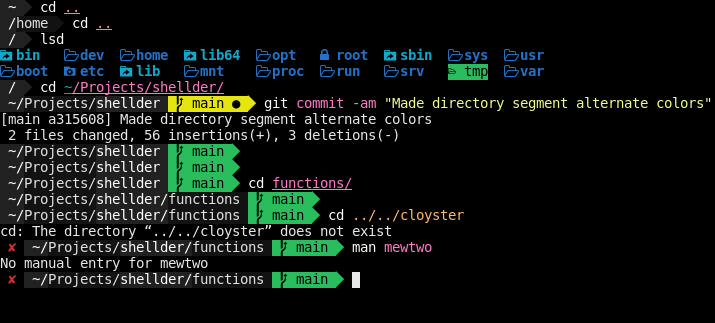 ~ cd ..
/home cd ..
/ lsd
bin dev home lib64 opt root sbin sys usr
boot etc lib mnt proc run srv tmp var
/ cd ~/Projects/shellder/
~/Projects/shellder main ● git commit -am "Made directory segment alternate colors"
[main a315608] Made directory segment alternate colors
2 files changed, 56 insertions(+), 3 deletions(-)
~/Projects/shellder main
~/Projects/shellder main
~/Projects/shellder main cd functions/
~/Projects/shellder/functions main
~/Projects/shellder/functions main cd ../../cloyster
cd: The directory “../../cloyster” does not exist
✘ ~/Projects/shellder/functions main man mewtwo
No manual entry for mewtwo
✘ ~/Projects/shellder/functions main